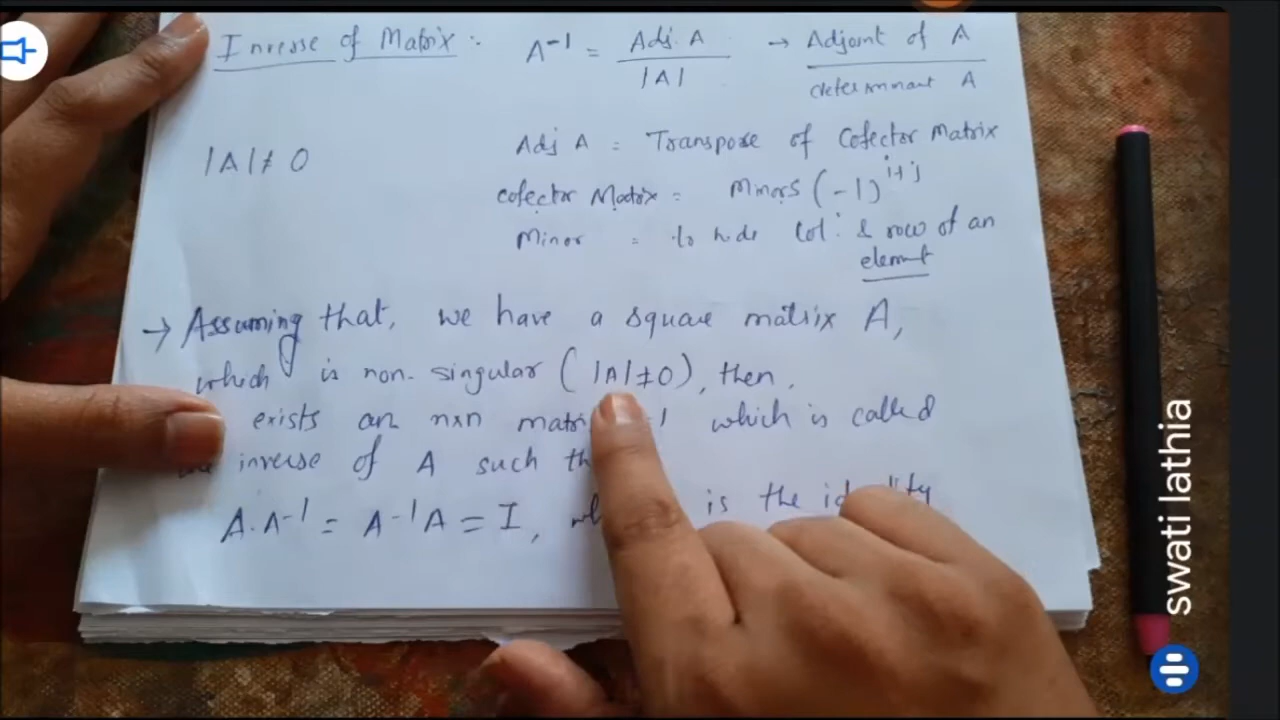 Inverse of Matrix :- A-1 = Adj. A / |A| → Adjoint of A / determinant A
|A| ≠ 0
Adj A = Transpose of Cofector Matrix
Cofector Matrix = Minors (-1)i+j
Minor = to hide Col: & row of an
element
→ Assuming that, we have a square matrix A,
which is non-singular (|A| ≠ 0), then,
exists an nxn -1 which is called
inverse of A such
A.A-1 = A-1A = I, is the
swati lathia